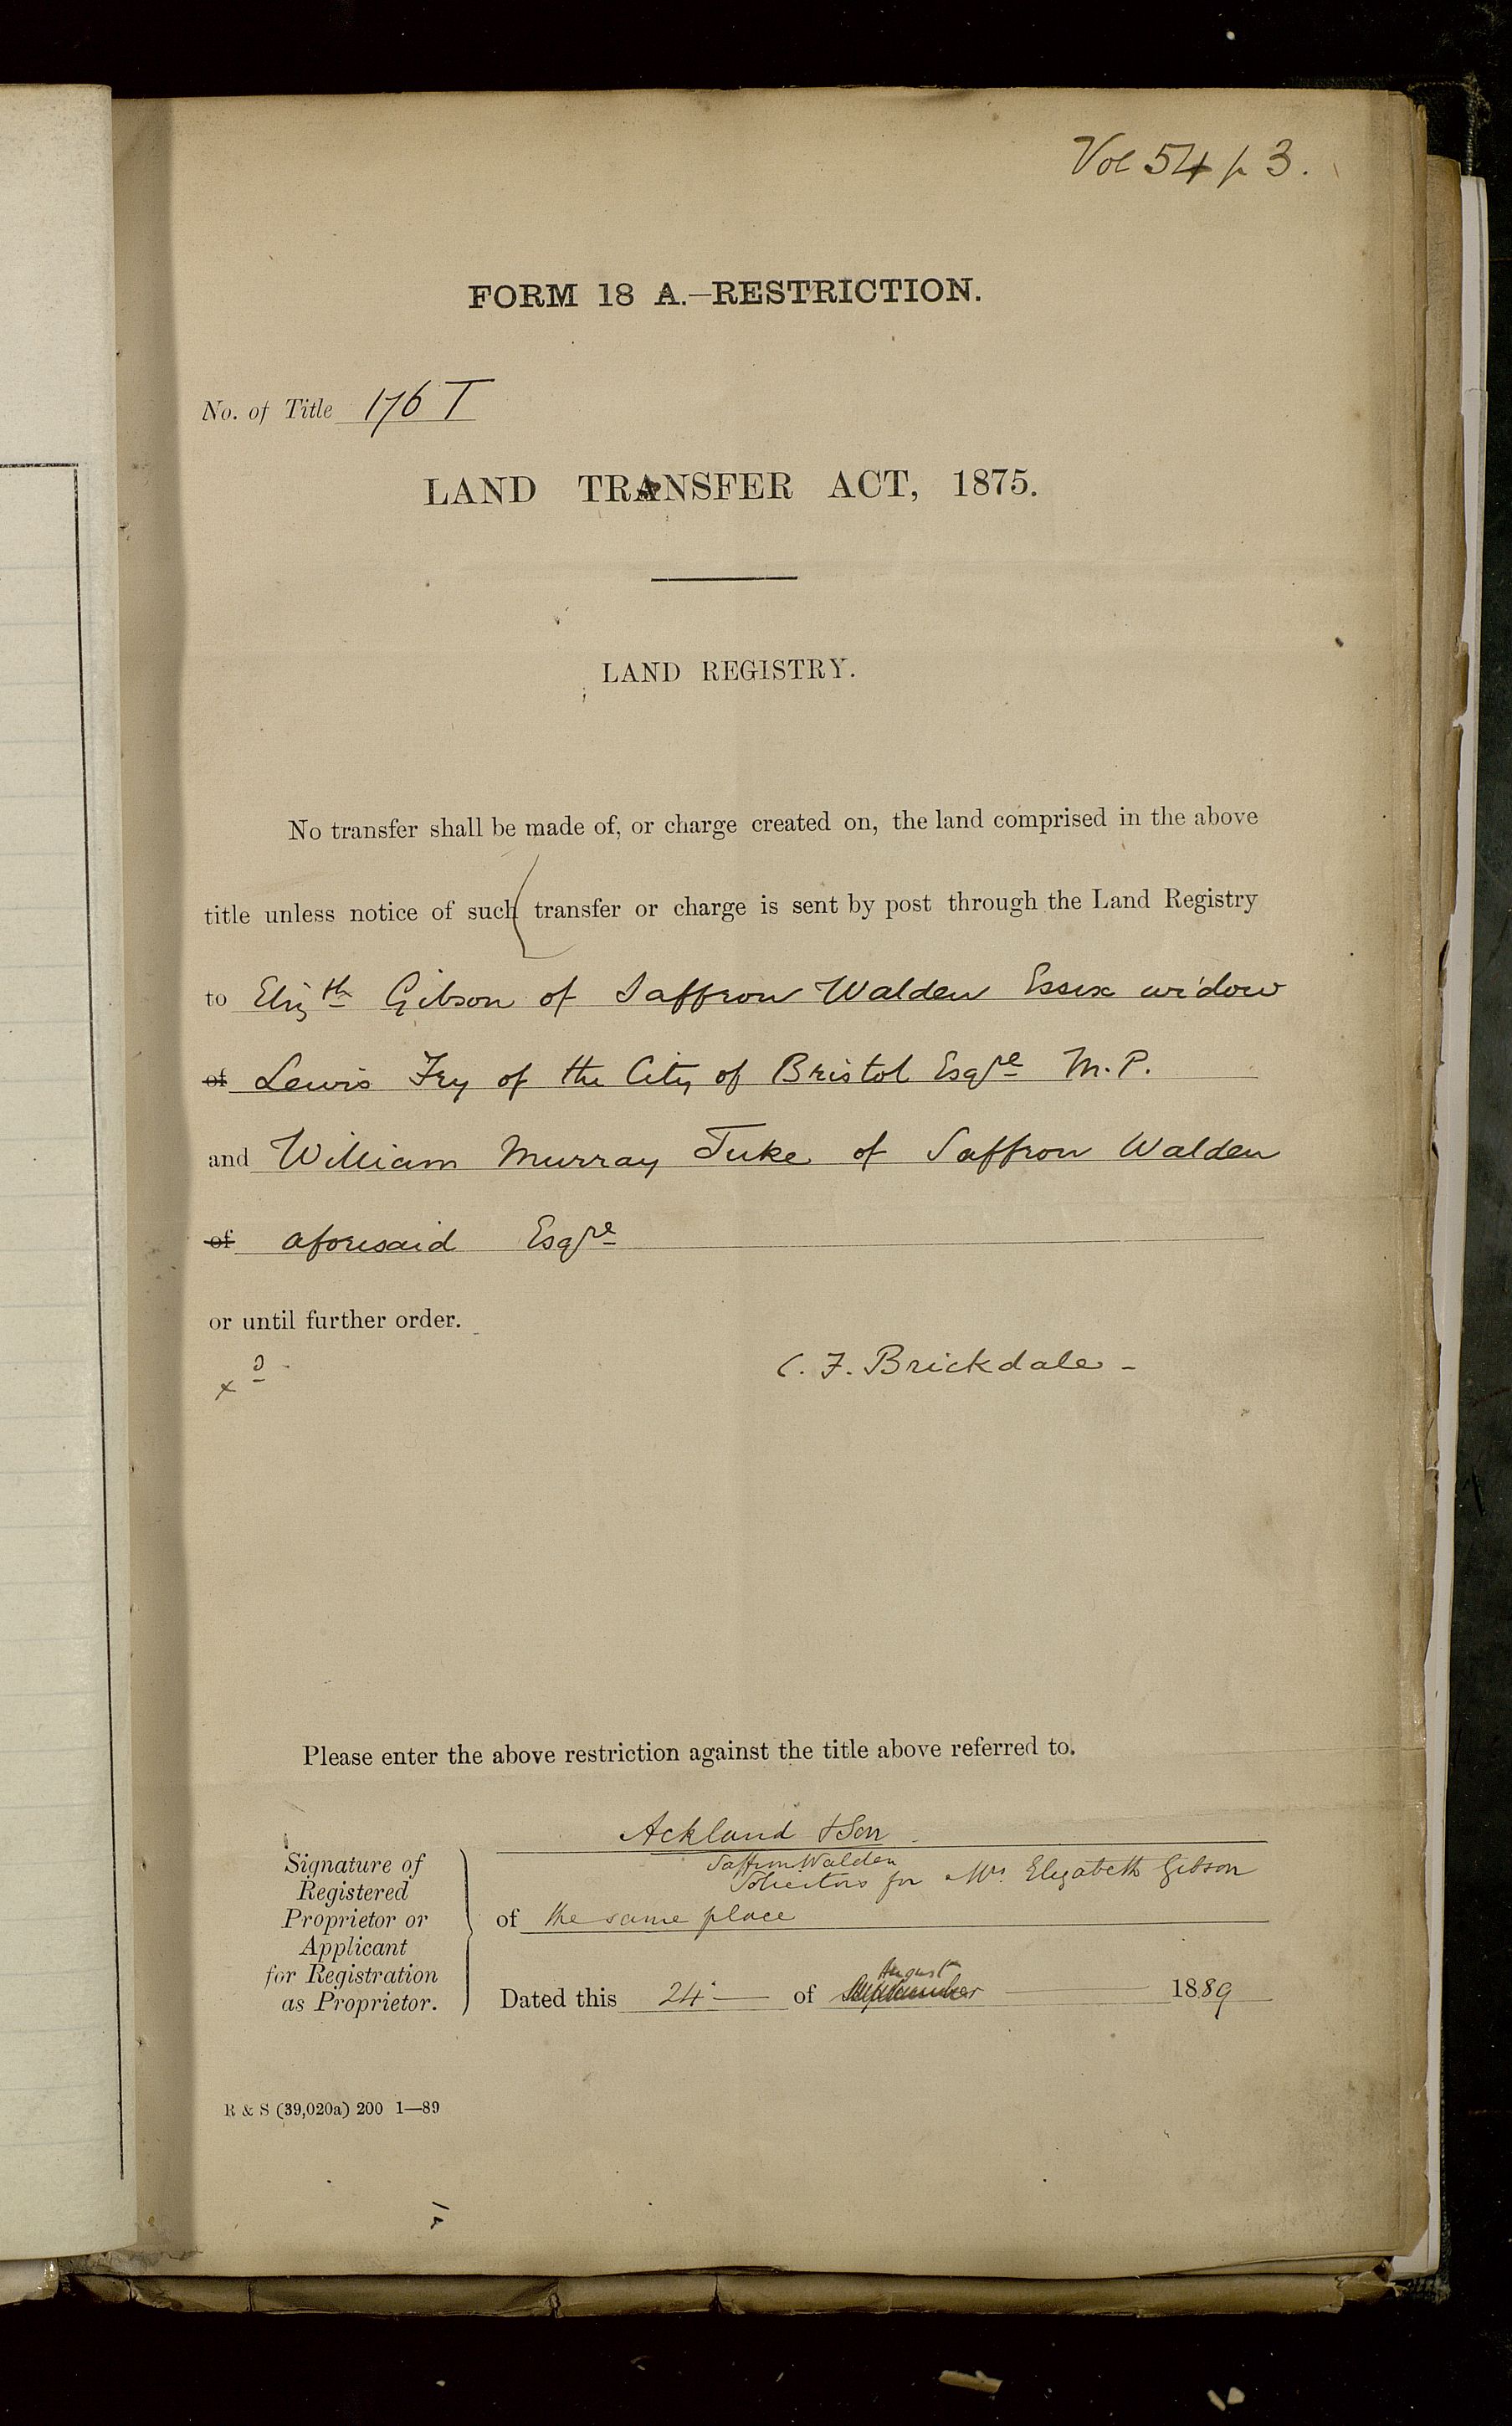 Vol 54 p 3.
FORM 18 A.—RESTRICTION.
No. of Title 176 T
LAND TRANSFER ACT, 1875.
LAND REGISTRY.
No transfer shall be made of, or charge created on, the land comprised in the above
title unless notice of such transfer or charge is sent by post through the Land Registry
to Elizth Gibson of Saffron Walden Essex widow
of Lewis Fry of the City of Bristol Esqre M.P.
and William Murray Tuke of Saffron Walden
of aforesaid Esqre
or until further order.
C. F. Brickdale -
Please enter the above restriction against the title above referred to.
Ackland & Son
Saffron Walden
Solicitors for Mrs. Elizabeth Gibson
Signature of
Registered
Proprietor or
Applicant
for Registration
as Proprietor.
of the same place
August
Dated this 24 of September 1889
R & S (39,020a) 200 1—89